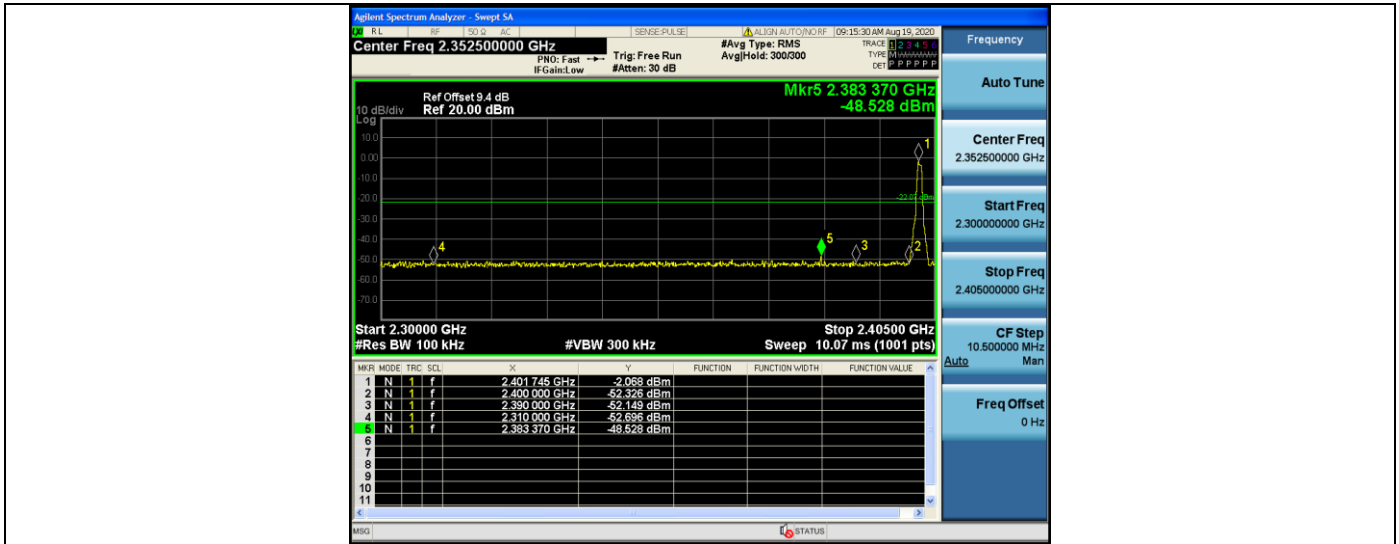 Agilent Spectrum Analyzer - Swept SA
RL RF 50 Ω AC SENSE:PULSE ALIGN AUTO/NO RF 09:15:30 AM Aug 19, 2020
Center Freq 2.352500000 GHz
PNO: Fast
IFGain:Low
Trig: Free Run
#Atten: 30 dB
#Avg Type: RMS
Avg|Hold: 300/300
TRACE 1 2 3 4 5 6
TYPE M
DET P P P P P P
Mkr5 2.383 370 GHz
-48.528 dBm
Ref Offset 9.4 dB
10 dB/div Ref 20.00 dBm
Log
10.0
0.00
-10.0
-20.0
-30.0
-40.0
-50.0
-60.0
-70.0
-22.07 dBm
1
2
3
4
5
Start 2.30000 GHz Stop 2.40500 GHz
#Res BW 100 kHz #VBW 300 kHz Sweep 10.07 ms (1001 pts)
MKR MODE TRC SCL X Y FUNCTION FUNCTION WIDTH FUNCTION VALUE
1 N 1 f 2.401 745 GHz -2.068 dBm
2 N 1 f 2.400 000 GHz -52.326 dBm
3 N 1 f 2.390 000 GHz -52.149 dBm
4 N 1 f 2.310 000 GHz -52.696 dBm
5 N 1 f 2.383 370 GHz -48.528 dBm
6
7
8
9
10
11
MSG STATUS
Frequency
Auto Tune
Center Freq
2.352500000 GHz
Start Freq
2.300000000 GHz
Stop Freq
2.405000000 GHz
CF Step
10.500000 MHz
Auto Man
Freq Offset
0 Hz